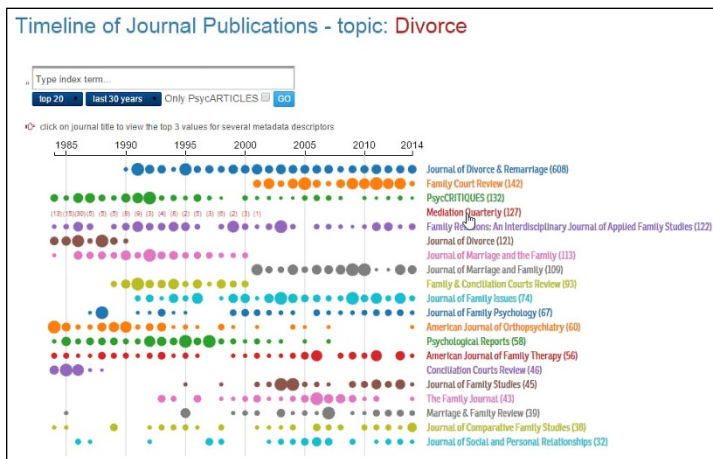 Timeline of Journal Publications - topic: Divorce
Type index term...
top 20 last 30 years Only PsycARTICLES GO
click on journal title to view the top 3 values for several metadata descriptors
1985 1990 1995 2000 2005 2010 2014
Journal of Divorce & Remarriage (608)
Family Court Review (142)
PsycCRITIQUES (132)
Mediation Quarterly (127)
Family Relations: An Interdisciplinary Journal of Applied Family Studies (122)
Journal of Divorce (121)
Journal of Marriage and the Family (113)
Journal of Marriage and Family (109)
Family & Conciliation Courts Review (93)
Journal of Family Issues (74)
Journal of Family Psychology (67)
American Journal of Orthopsychiatry (60)
Psychological Reports (58)
American Journal of Family Therapy (56)
Conciliation Courts Review (46)
Journal of Family Studies (45)
The Family Journal (43)
Marriage & Family Review (39)
Journal of Comparative Family Studies (38)
Journal of Social and Personal Relationships (32)